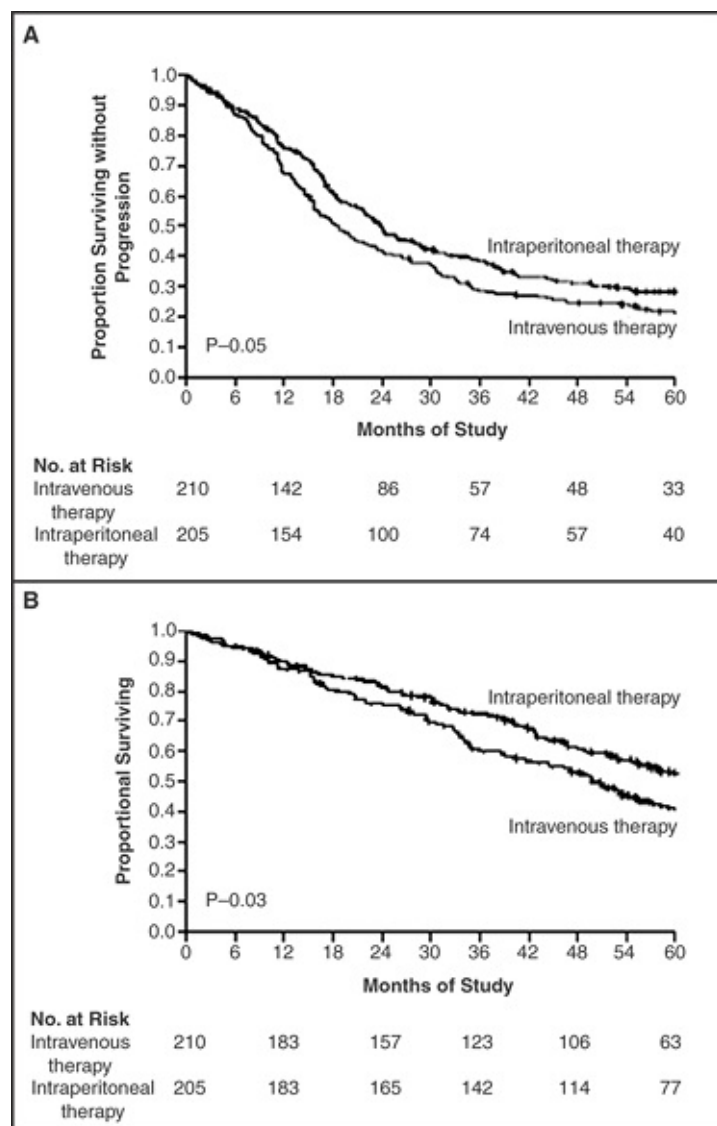 A
1.0
0.9
0.8
0.7
0.6
0.5
0.4
0.3
0.2
0.1
0.0
Proportion Surviving without
Progression
Intraperitoneal therapy
Intravenous therapy
P–0.05
0 6 12 18 24 30 36 42 48 54 60
Months of Study
No. at Risk
Intravenous
therapy
210 142 86 57 48 33
Intraperitoneal
therapy
205 154 100 74 57 40
B
1.0
0.9
0.8
0.7
0.6
0.5
0.4
0.3
0.2
0.1
0.0
Proportional Surviving
Intraperitoneal therapy
Intravenous therapy
P–0.03
0 6 12 18 24 30 36 42 48 54 60
Months of Study
No. at Risk
Intravenous
therapy
210 183 157 123 106 63
Intraperitoneal
therapy
205 183 165 142 114 77